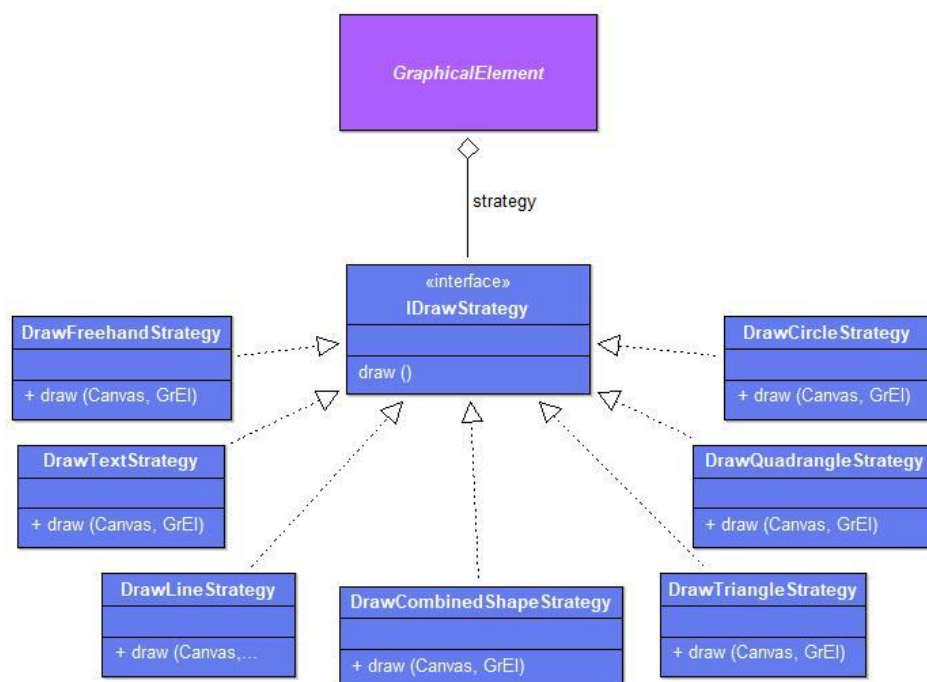 GraphicalElement
strategy
«interface»
IDrawStrategy
draw ()
DrawFreehandStrategy
+ draw (Canvas, GrEl)
DrawCircleStrategy
+ draw (Canvas, GrEl)
DrawTextStrategy
+ draw (Canvas, GrEl)
DrawQuadrangleStrategy
+ draw (Canvas, GrEl)
DrawLineStrategy
+ draw (Canvas,...
DrawCombinedShapeStrategy
+ draw (Canvas, GrEl)
DrawTriangleStrategy
+ draw (Canvas, GrEl)